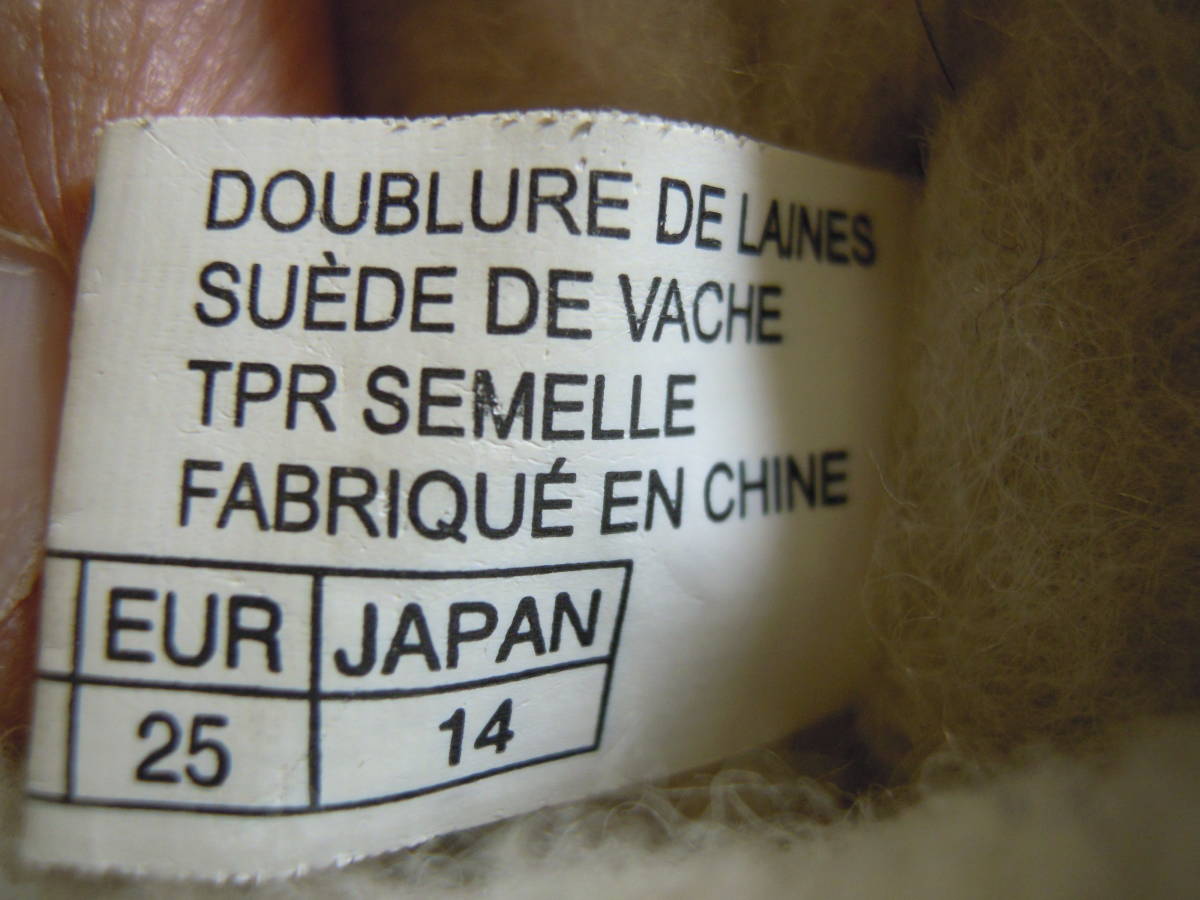 DOUBLURE DE LAINES
SUÈDE DE VACHE
TPR SEMELLE
FABRIQUÉ EN CHINE
EUR JAPAN
25 14